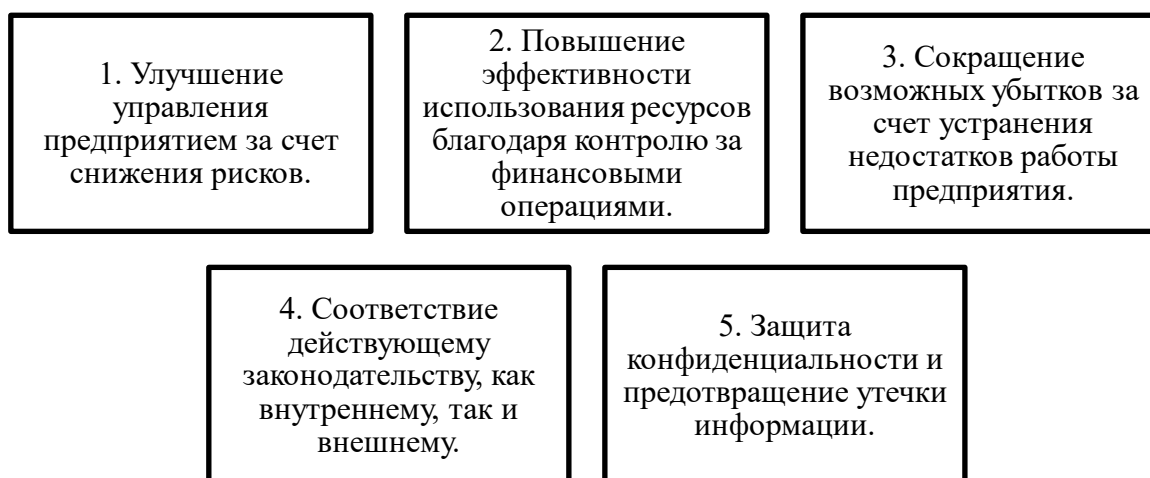 1. Улучшение
управления
предприятием за счет
снижения рисков.
2. Повышение
эффективности
использования ресурсов
благодаря контролю за
финансовыми
операциями.
3. Сокращение
возможных убытков за
счет устранения
недостатков работы
предприятия.
4. Соответствие
действующему
законодательству, как
внутреннему, так и
внешнему.
5. Защита
конфиденциальности и
предотвращение утечки
информации.